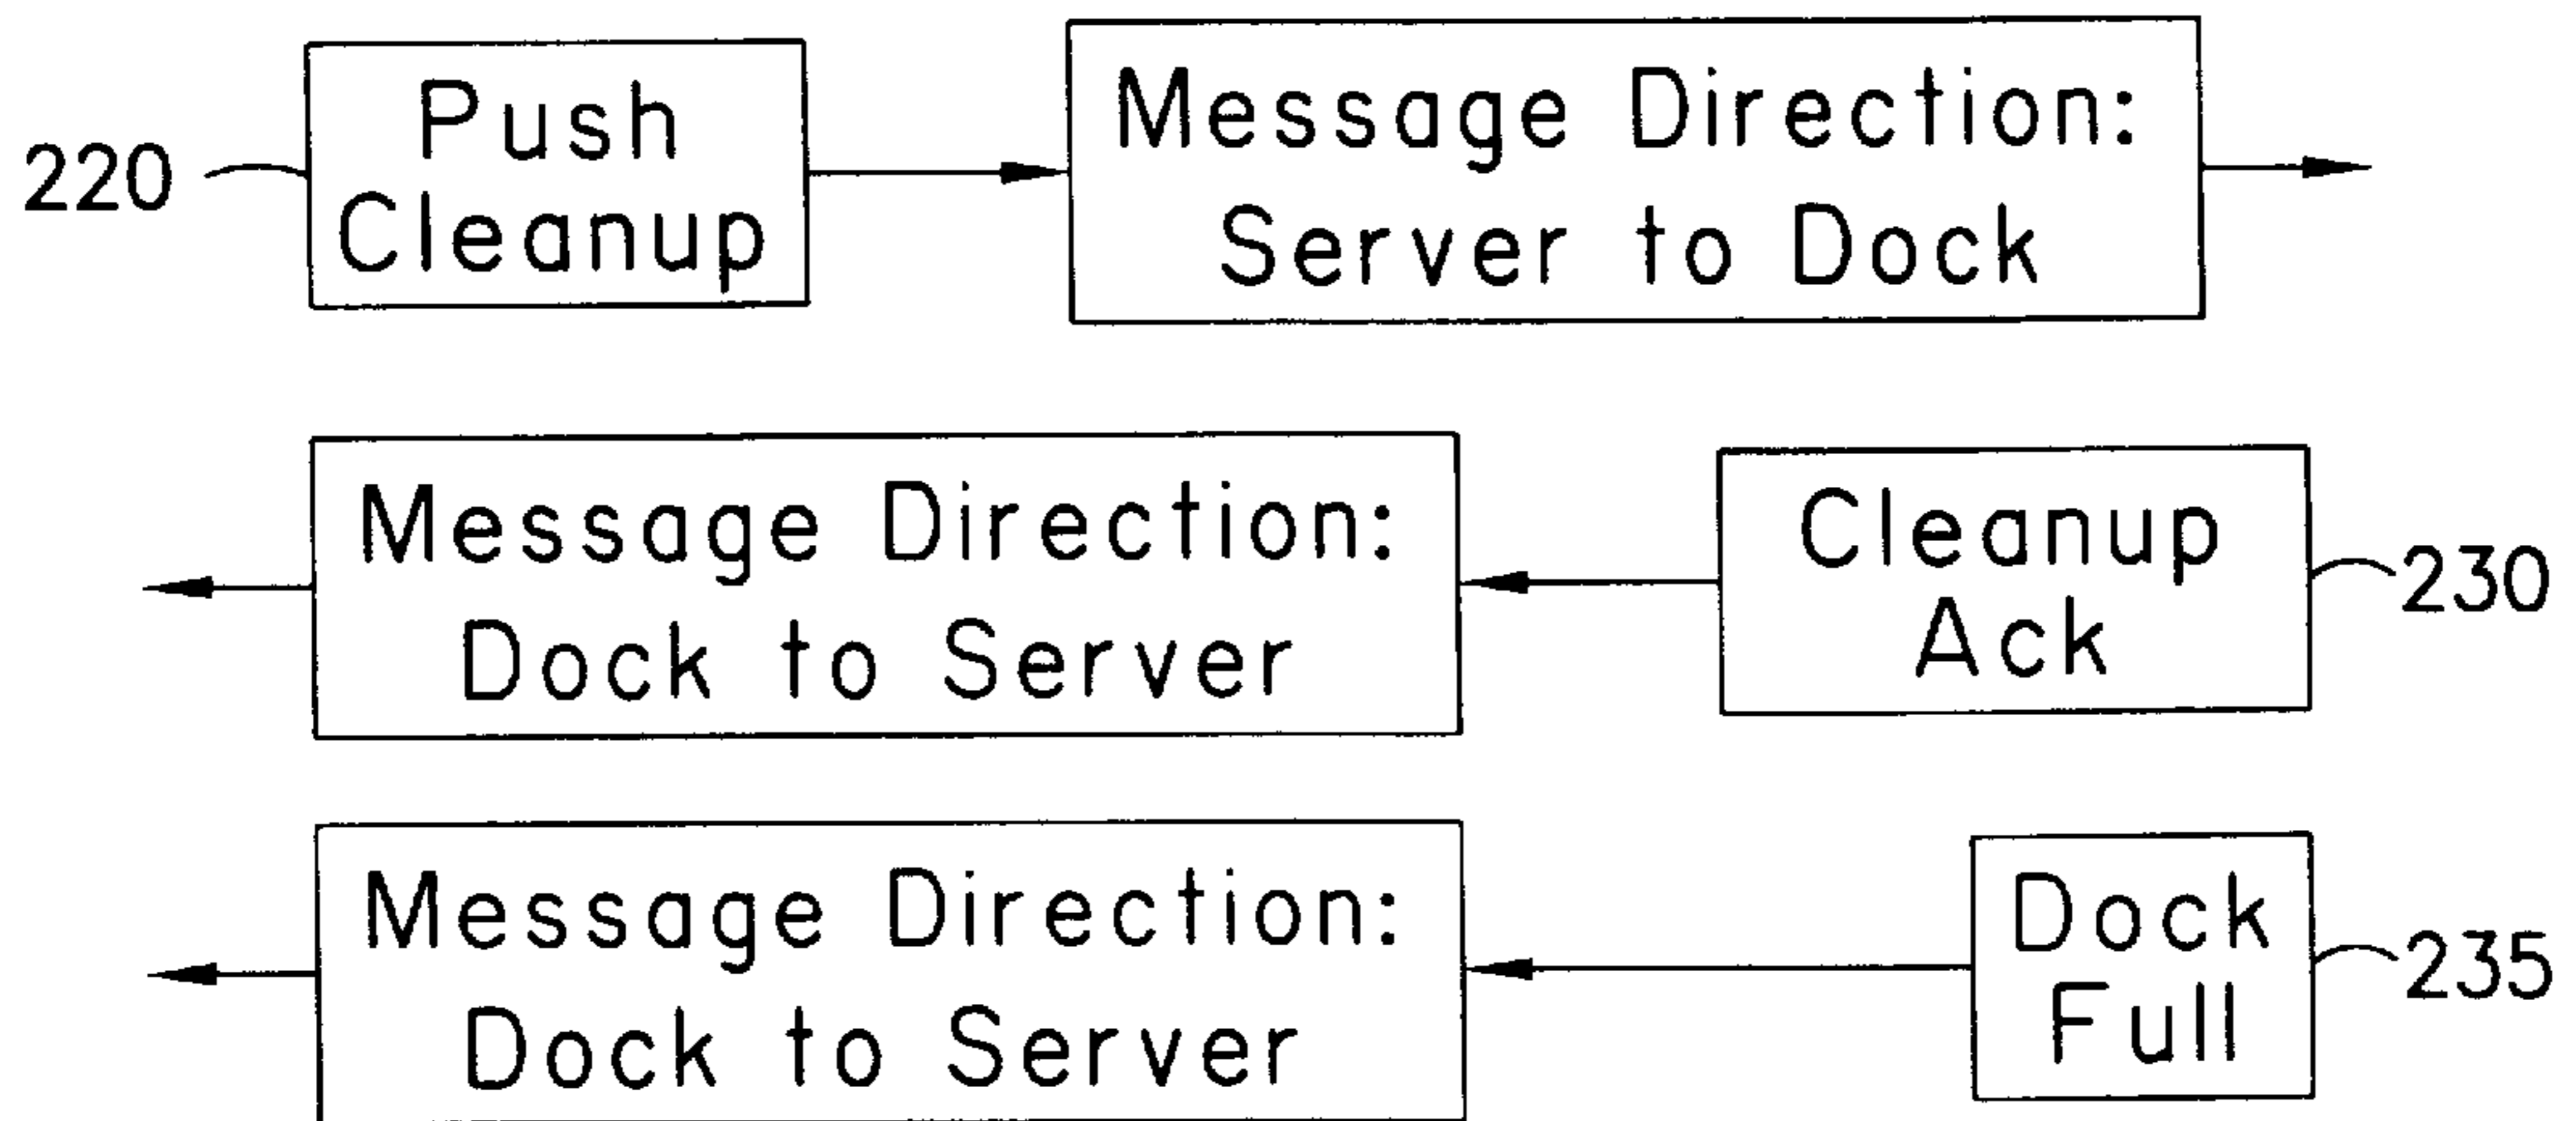 220
Push
Cleanup
Message Direction:
Server to Dock
Message Direction:
Dock to Server
Cleanup
Ack
230
Message Direction:
Dock to Server
Dock
Full
235